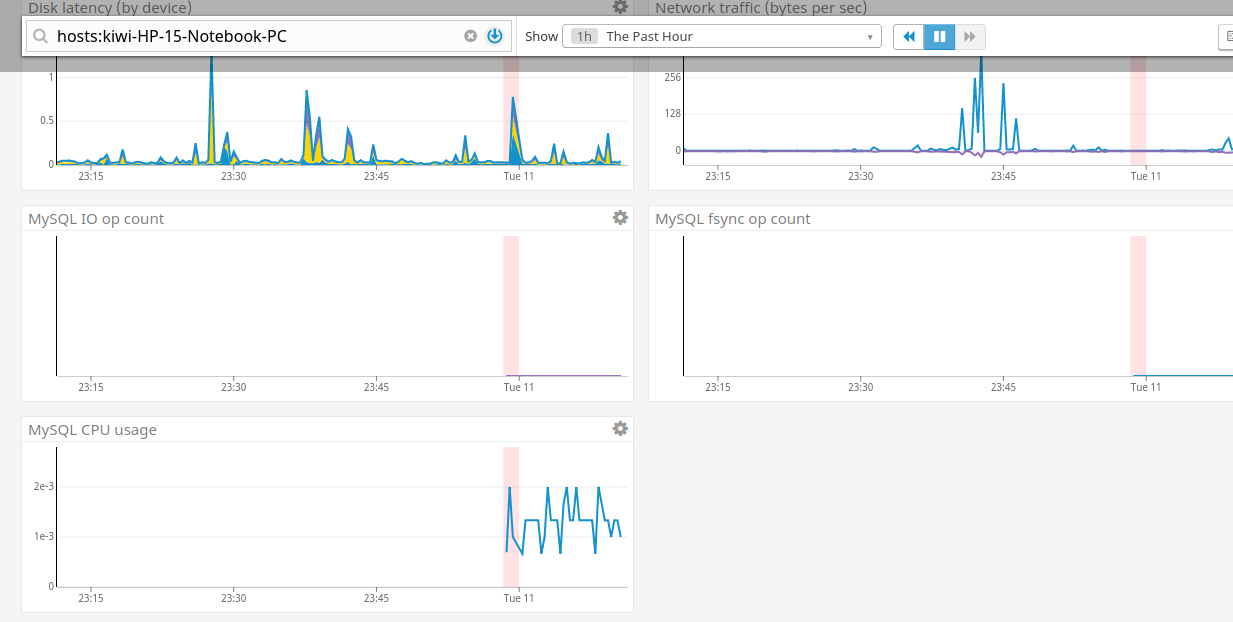 Disk latency (by device)
Network traffic (bytes per sec)
hosts:kiwi-HP-15-Notebook-PC
Show
1h The Past Hour
1
0.5
0
23:15 23:30 23:45 Tue 11
256
128
0
23:15 23:30 23:45 Tue 11
MySQL IO op count
23:15 23:30 23:45 Tue 11
MySQL fsync op count
23:15 23:30 23:45 Tue 11
MySQL CPU usage
2e-3
1e-3
0
23:15 23:30 23:45 Tue 11